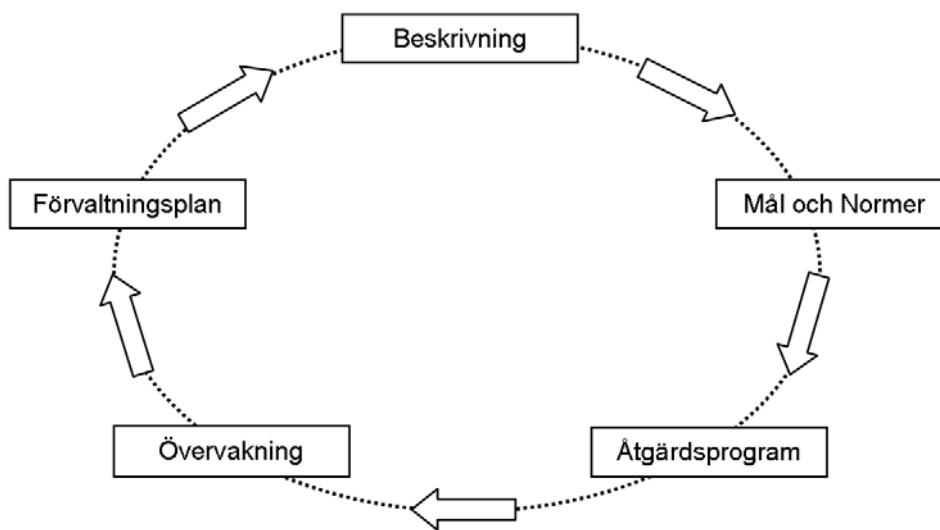 Beskrivning
Mål och Normer
Åtgärdsprogram
Övervakning
Förvaltningsplan